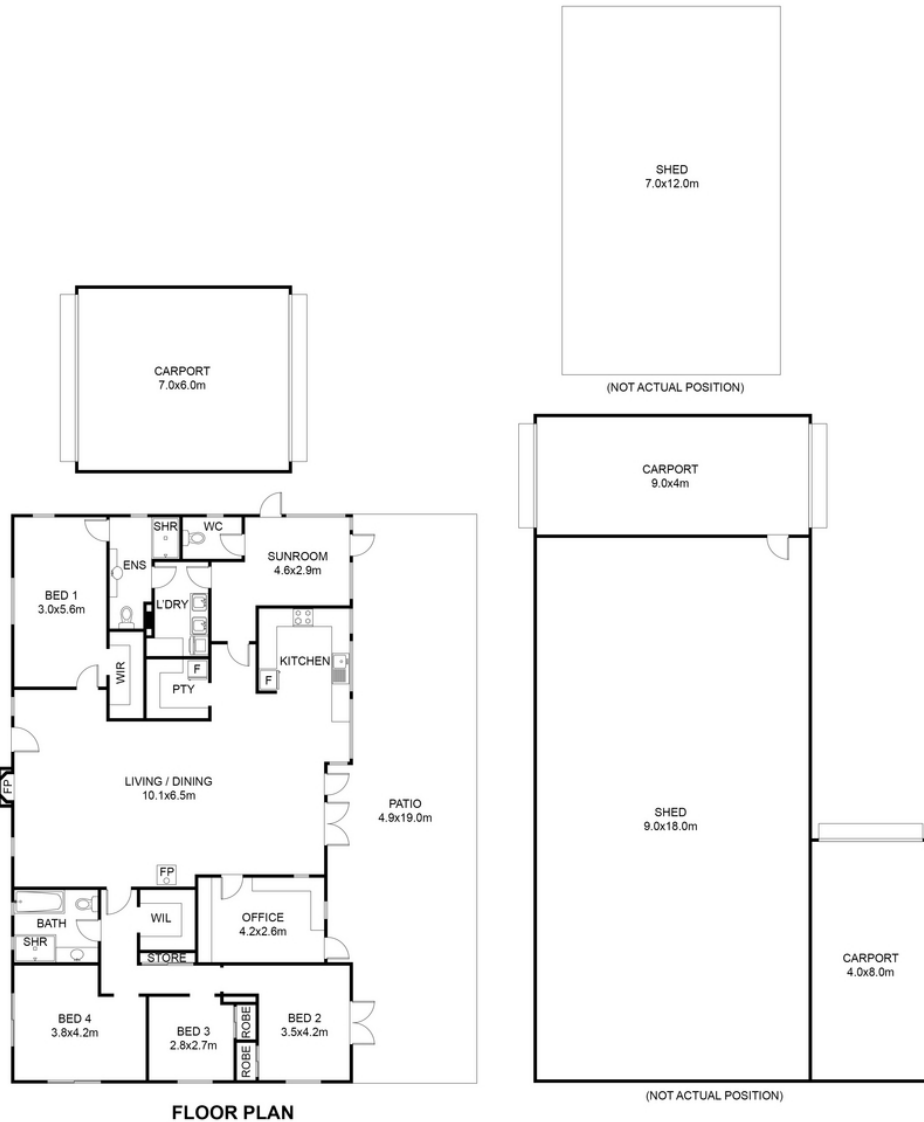 SHED
7.0x12.0m
(NOT ACTUAL POSITION)
CARPORT
7.0x6.0m
CARPORT
9.0x4m
SHED
9.0x18.0m
CARPORT
4.0x8.0m
(NOT ACTUAL POSITION)
SHR
WC
ENS
SUNROOM
4.6x2.9m
BED 1
3.0x5.6m
L'DRY
WIR
PTY
F
KITCHEN
F
LIVING / DINING
10.1x6.5m
FP
PATIO
4.9x19.0m
FP
BATH
SHR
WIL
STORE
OFFICE
4.2x2.6m
BED 4
3.8x4.2m
BED 3
2.8x2.7m
ROBE
ROBE
BED 2
3.5x4.2m
FLOOR PLAN